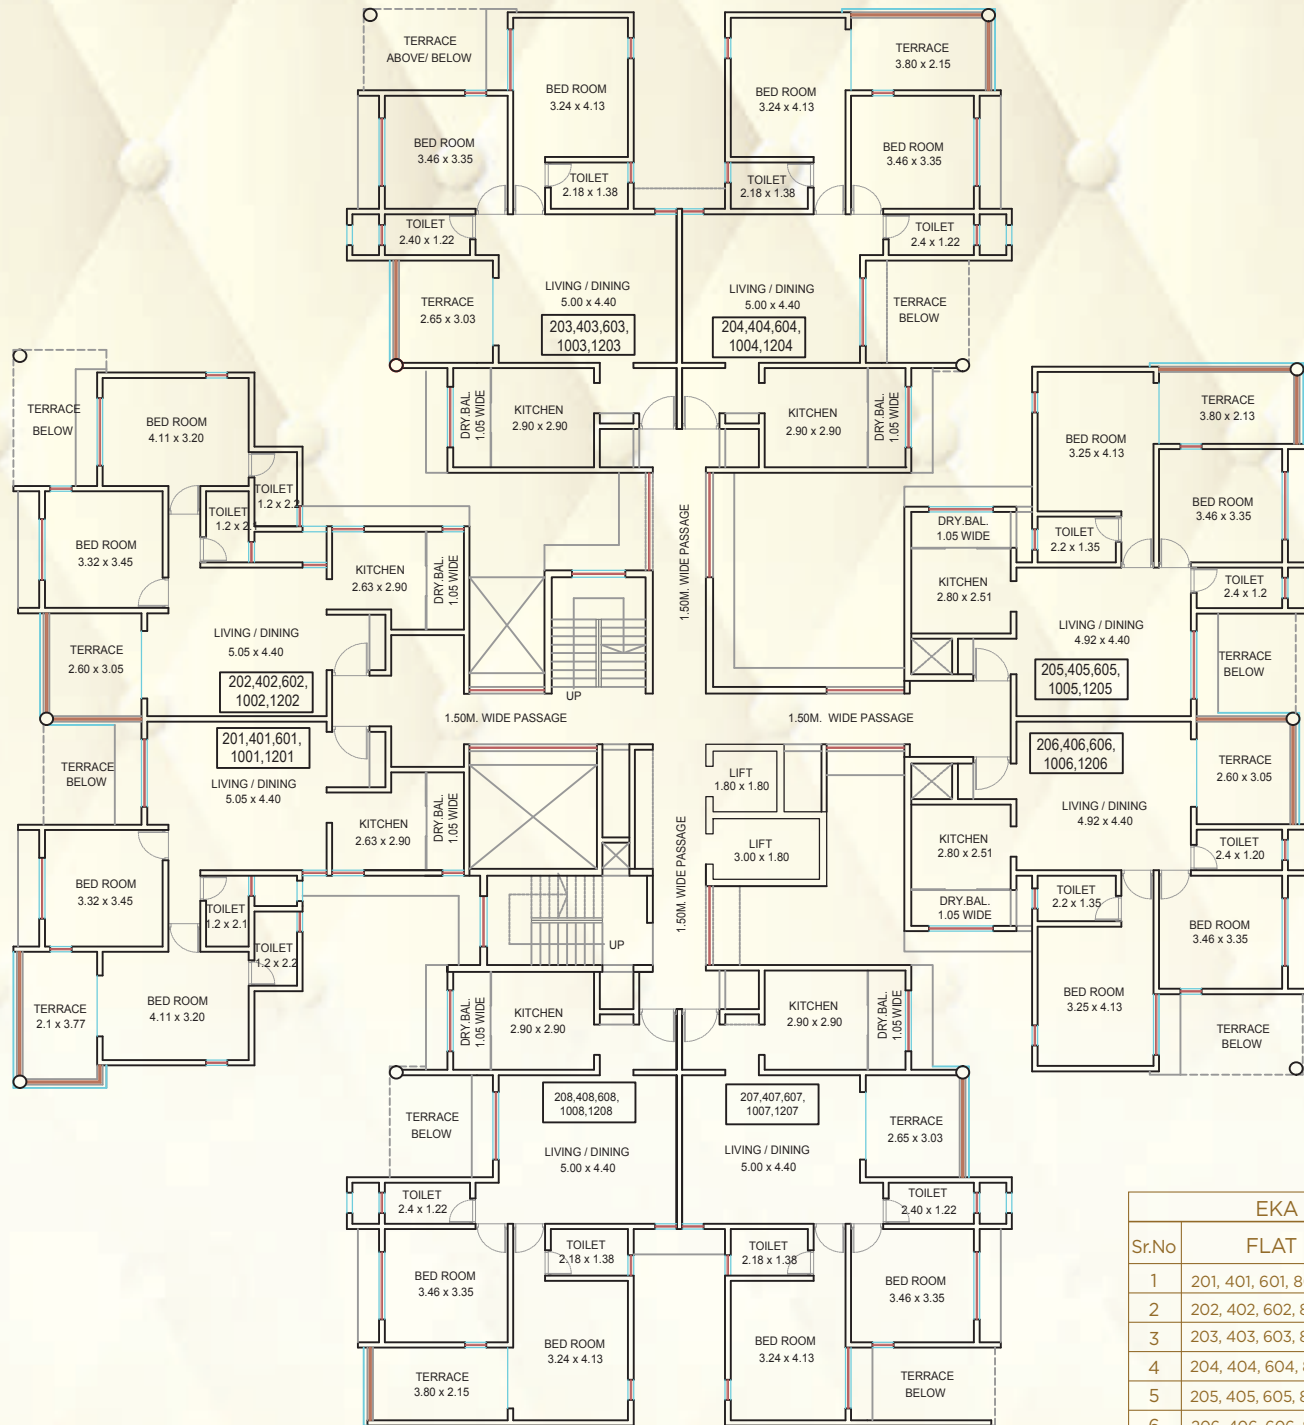 TERRACE
ABOVE/ BELOW
BED ROOM
3.24 x 4.13
BED ROOM
3.46 x 3.35
TOILET
2.18 x 1.38
TOILET
2.40 x 1.22
TERRACE
2.65 x 3.03
LIVING / DINING
5.00 x 4.40
203,403,603,
1003,1203
KITCHEN
2.90 x 2.90
DRY.BAL.
1.05 WIDE
BED ROOM
3.24 x 4.13
TERRACE
3.80 x 2.15
BED ROOM
3.46 x 3.35
TOILET
2.18 x 1.38
TOILET
2.4 x 1.22
LIVING / DINING
5.00 x 4.40
204,404,604,
1004,1204
TERRACE
BELOW
KITCHEN
2.90 x 2.90
DRY.BAL.
1.05 WIDE
TERRACE
BELOW
BED ROOM
4.11 x 3.20
TOILET
1.2 x 2.2
TOILET
1.2 x 2.
BED ROOM
3.32 x 3.45
KITCHEN
2.63 x 2.90
DRY.BAL.
1.05 WIDE
TERRACE
2.60 x 3.05
LIVING / DINING
5.05 x 4.40
202,402,602,
1002,1202
201,401,601,
1001,1201
TERRACE
BELOW
LIVING / DINING
5.05 x 4.40
KITCHEN
2.63 x 2.90
DRY.BAL.
1.05 WIDE
BED ROOM
3.32 x 3.45
TOILET
1.2 x 2.1
TOILET
1.2 x 2.2
TERRACE
2.1 x 3.77
BED ROOM
4.11 x 3.20
1.50M. WIDE PASSAGE
UP
1.50M. WIDE PASSAGE
1.50M. WIDE PASSAGE
LIFT
1.80 x 1.80
LIFT
3.00 x 1.80
1.50M. WIDE PASSAGE
UP
TERRACE
3.80 x 2.13
BED ROOM
3.25 x 4.13
BED ROOM
3.46 x 3.35
DRY.BAL.
1.05 WIDE
TOILET
2.2 x 1.35
KITCHEN
2.80 x 2.51
TOILET
2.4 x 1.2
LIVING / DINING
4.92 x 4.40
TERRACE
BELOW
205,405,605,
1005,1205
206,406,606,
1006,1206
TERRACE
2.60 x 3.05
LIVING / DINING
4.92 x 4.40
KITCHEN
2.80 x 2.51
TOILET
2.4 x 1.20
TOILET
2.2 x 1.35
DRY.BAL.
1.05 WIDE
BED ROOM
3.46 x 3.35
BED ROOM
3.25 x 4.13
TERRACE
BELOW
DRY.BAL.
1.05 WIDE
KITCHEN
2.90 x 2.90
208,408,608,
1008,1208
TERRACE
BELOW
LIVING / DINING
5.00 x 4.40
TOILET
2.4 x 1.22
TOILET
2.18 x 1.38
BED ROOM
3.46 x 3.35
BED ROOM
3.24 x 4.13
TERRACE
3.80 x 2.15
KITCHEN
2.90 x 2.90
DRY.BAL.
1.05 WIDE
207,407,607,
1007,1207
TERRACE
2.65 x 3.03
LIVING / DINING
5.00 x 4.40
TOILET
2.40 x 1.22
TOILET
2.18 x 1.38
BED ROOM
3.46 x 3.35
BED ROOM
3.24 x 4.13
TERRACE
BELOW
EKA
Sr.No FLAT
1 201, 401, 601, 8
2 202, 402, 602, 8
3 203, 403, 603, 8
4 204, 404, 604,
5 205, 405, 605, 8